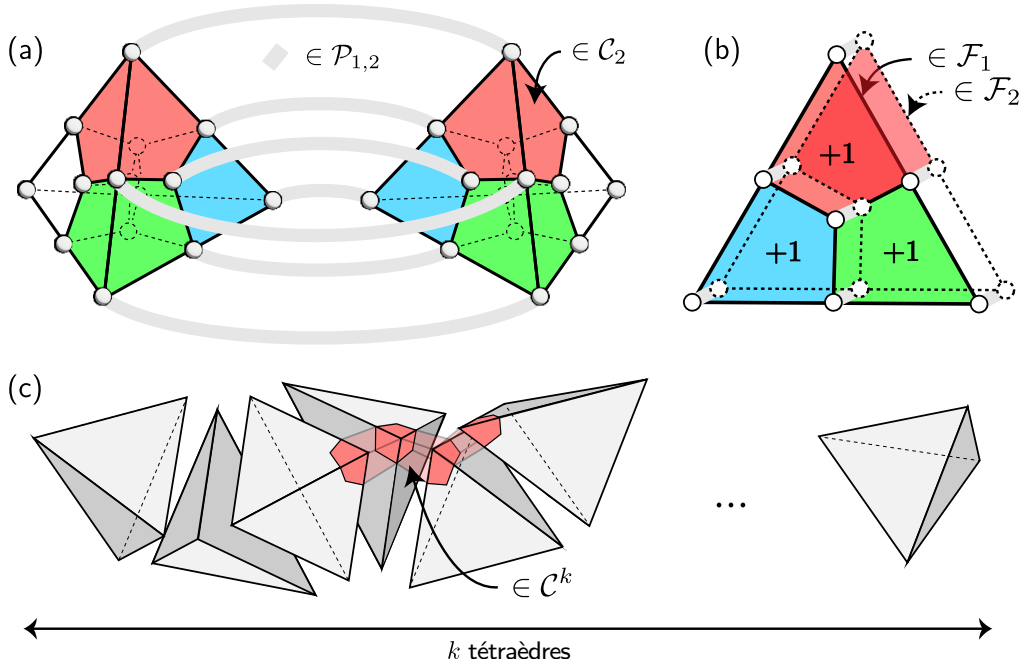 (a)
∈ 𝒫₁,₂
∈ 𝒞₂
(b)
∈ ℱ₁
∈ ℱ₂
+1
+1
+1
(c)
...
∈ 𝒞ᵏ
k tétraèdres